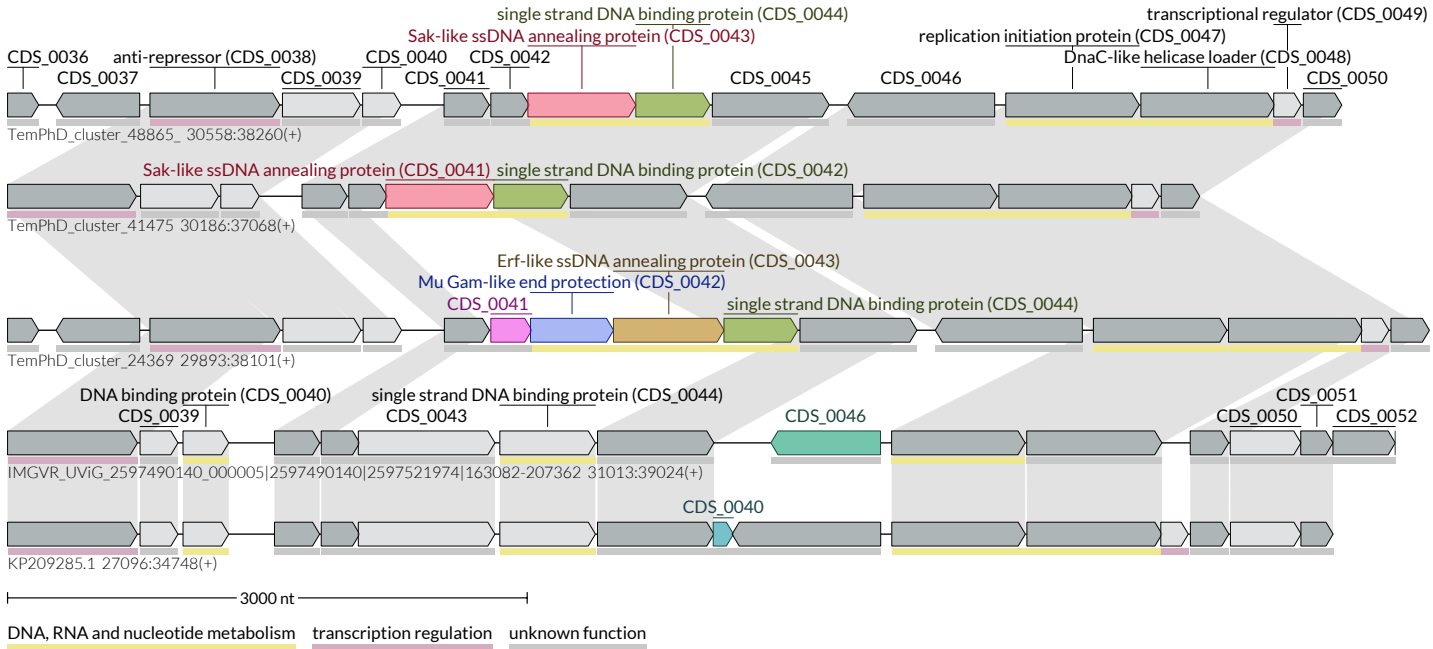 single strand DNA binding protein (CDS_0044)
transcriptional regulator (CDS_0049)
Sak-like ssDNA annealing protein (CDS_0043)
replication initiation protein (CDS_0047)
CDS_0036
anti-repressor (CDS_0038)
CDS_0040
CDS_0042
DnaC-like helicase loader (CDS_0048)
CDS_0037
CDS_0039
CDS_0041
CDS_0045
CDS_0046
CDS_0050
TemPhD_cluster_48865_ 30558:38260(+)
Sak-like ssDNA annealing protein (CDS_0041)
single strand DNA binding protein (CDS_0042)
TemPhD_cluster_41475 30186:37068(+)
Erf-like ssDNA annealing protein (CDS_0043)
Mu Gam-like end protection (CDS_0042)
CDS_0041
single strand DNA binding protein (CDS_0044)
TemPhD_cluster_24369 29893:38101(+)
DNA binding protein (CDS_0040)
single strand DNA binding protein (CDS_0044)
CDS_0051
CDS_0039
CDS_0043
CDS_0046
CDS_0050
CDS_0052
IMGVR_UViG_2597490140_000005|2597490140|2597521974|163082-207362 31013:39024(+)
CDS_0040
KP209285.1 27096:34748(+)
3000 nt
DNA, RNA and nucleotide metabolism
transcription regulation
unknown function